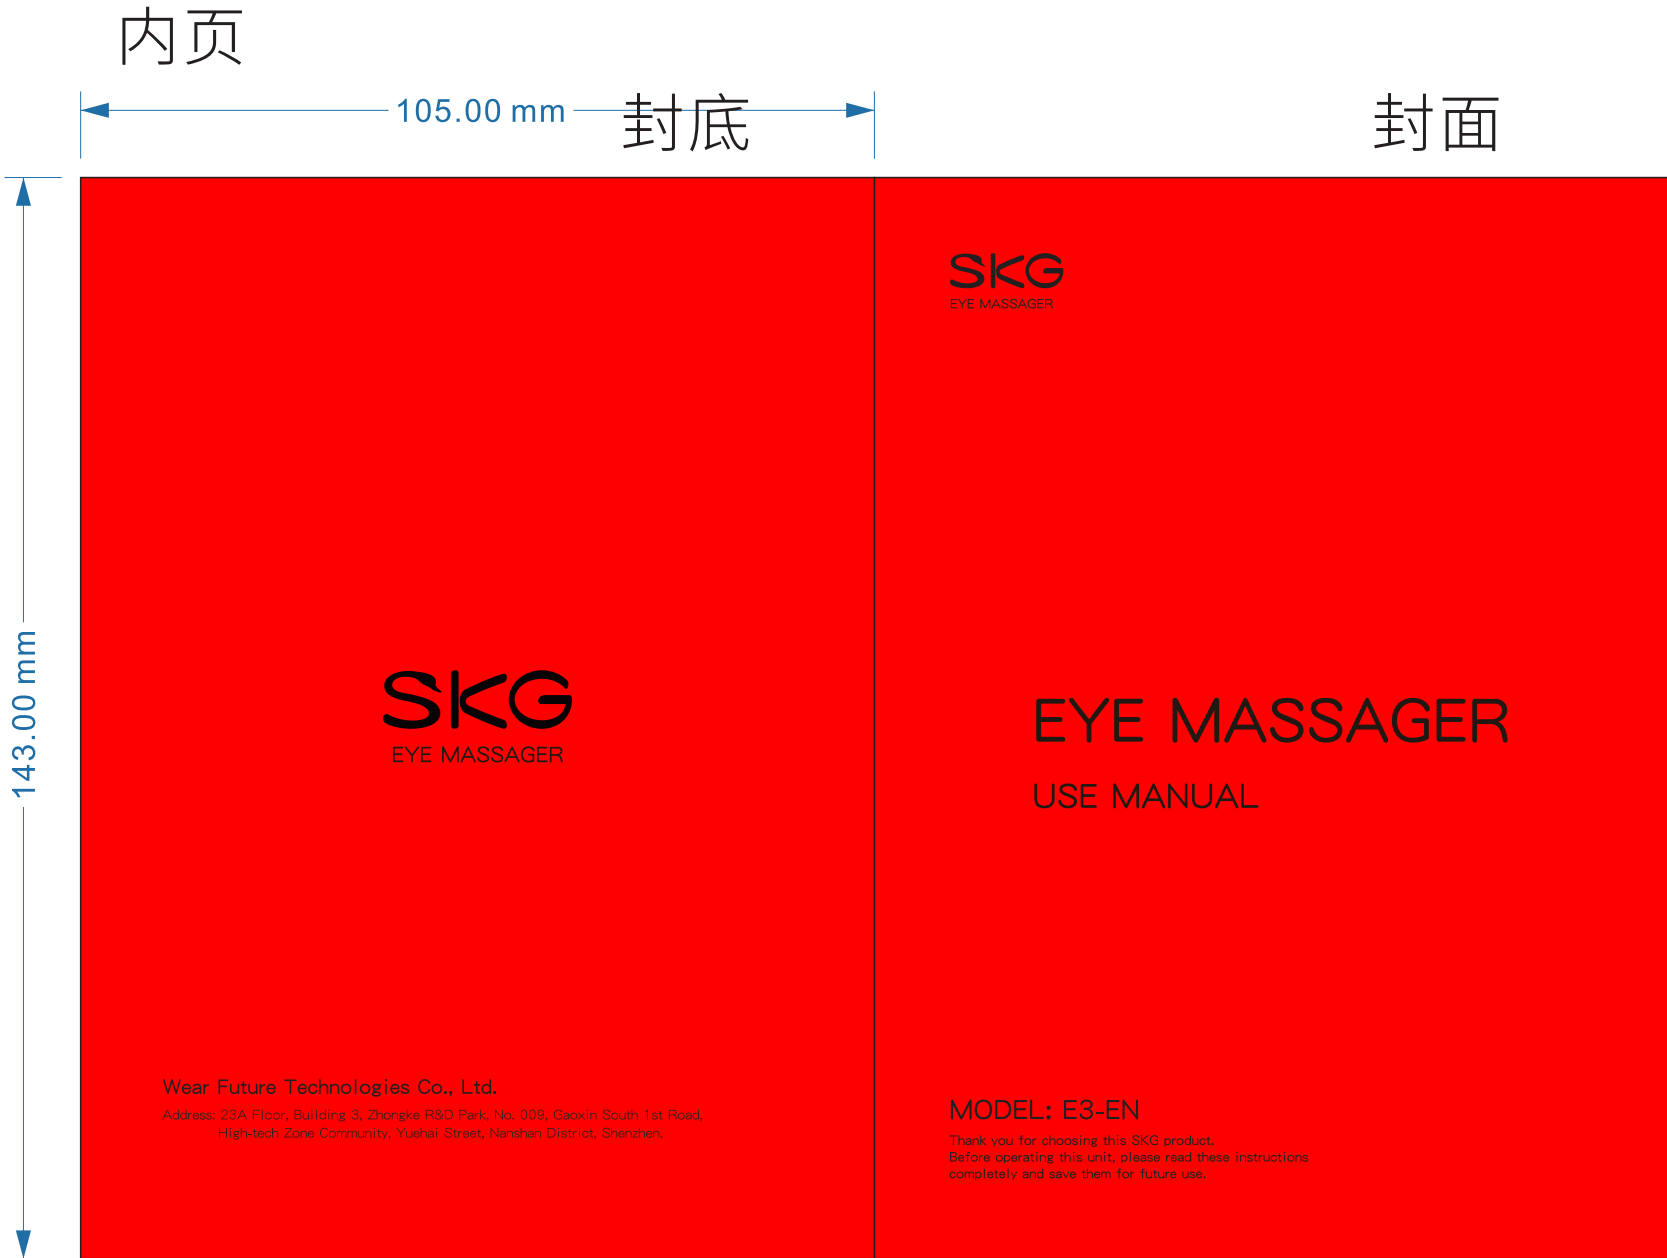 内页
105.00 mm
封底
封面
143.00 mm
SKG
EYE MASSAGER
Wear Future Technologies Co., Ltd.
Address: 23A Floor, Building 3, Zhongke R&D Park, No. 009, Gaoxin South 1st Road,
High-tech Zone Community, Yuehai Street, Nanshan District, Shenzhen.
SKG
EYE MASSAGER
EYE MASSAGER
USE MANUAL
MODEL: E3-EN
Thank you for choosing this SKG product.
Before operating this unit, please read these instructions
completely and save them for future use.